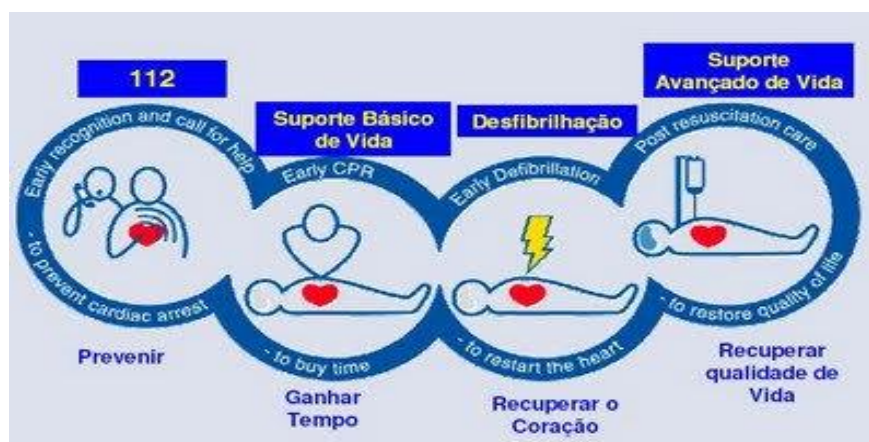 112
Early recognition and call for help
- to prevent cardiac arrest
Prevenir
Suporte Básico
de Vida
Early CPR
- to buy time
Ganhar
Tempo
Desfibrilhação
Early Defibrillation
- to restart the heart
Recuperar o
Coração
Suporte
Avançado de Vida
Post resuscitation care
- to restore quality of life
Recuperar
qualidade de
Vida